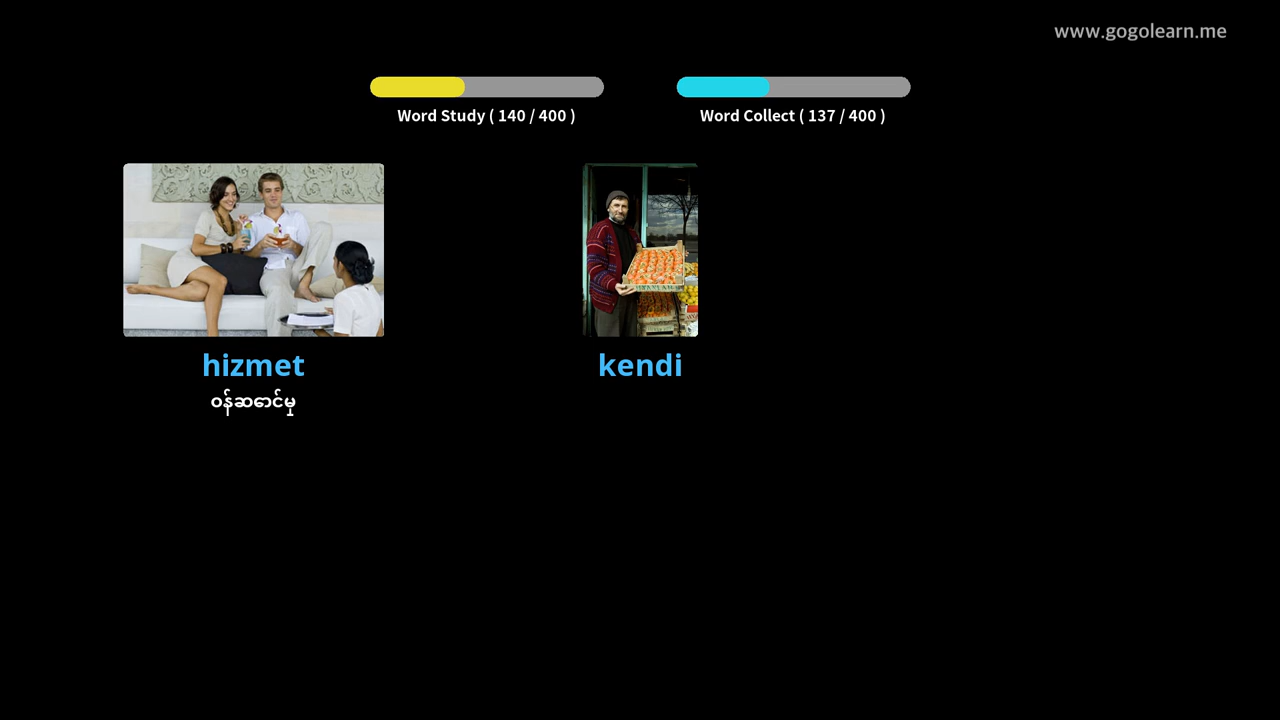 www.gogolearn.me
Word Study ( 140 / 400 )
Word Collect ( 137 / 400 )
hizmet
kendi
ဝန်ဆောင်မှု